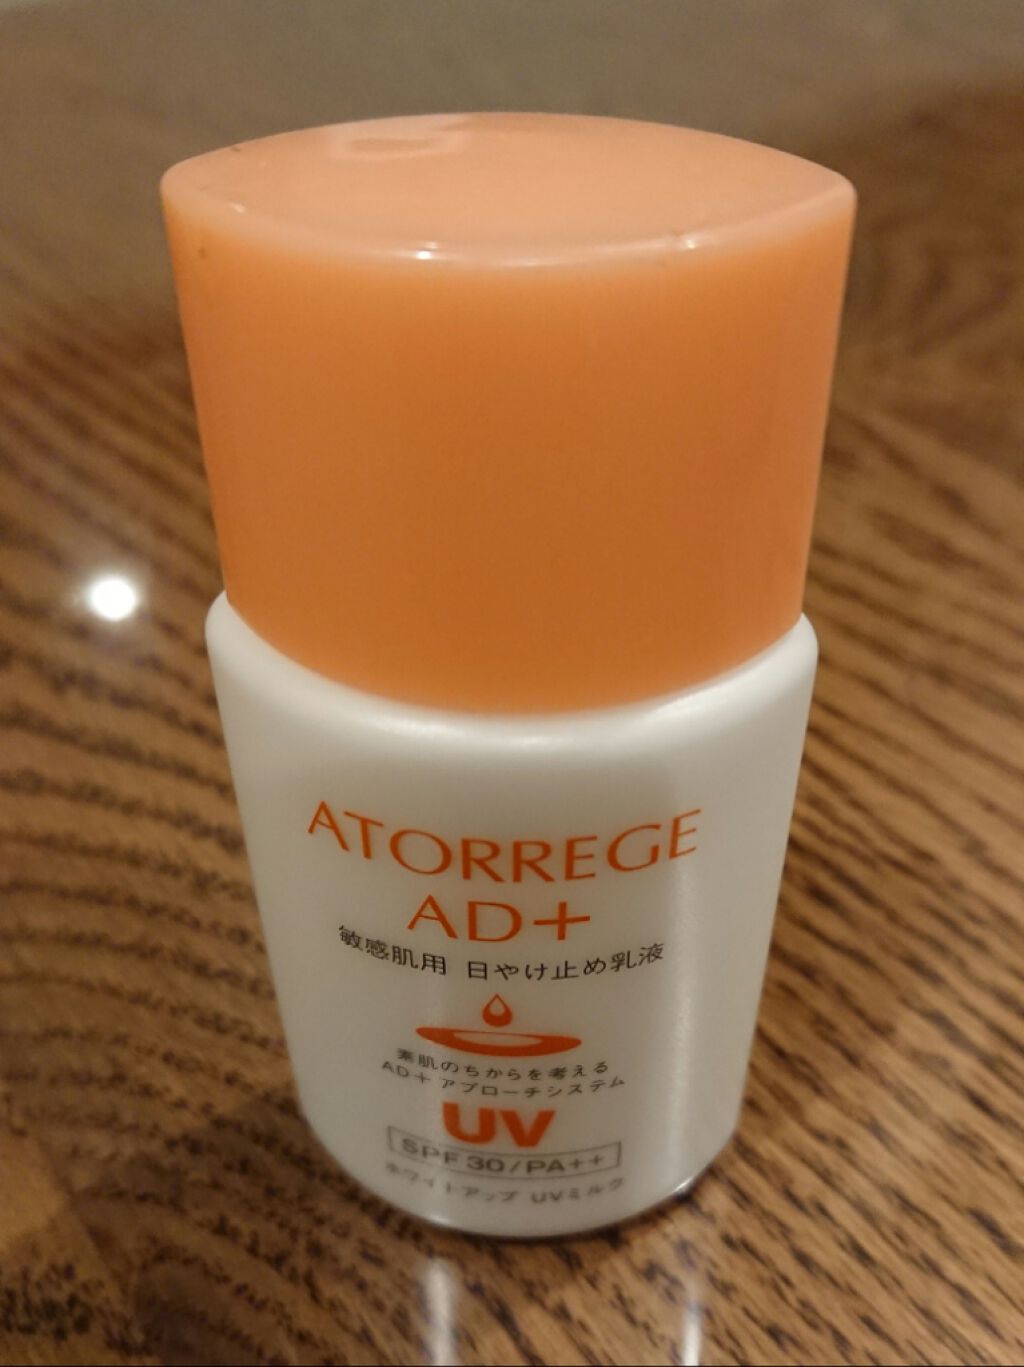 ATORREGE
AD+
敏感肌用 日やけ止め乳液
素肌のちからを考える
AD+ アプローチシステム
UV
SPF 30/PA++
ホワイトアップ UVミルク